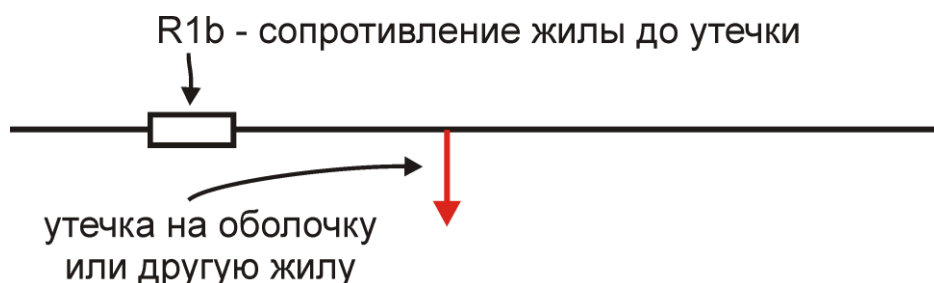 R1b - сопротивление жилы до утечки
утечка на оболочку
или другую жилу